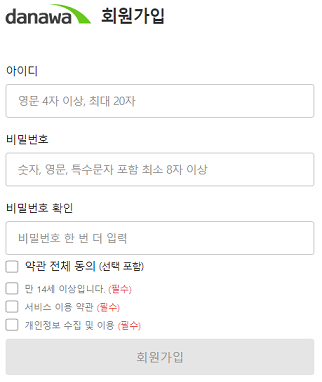 danawa 회원가입
아이디
영문 4자 이상, 최대 20자
비밀번호
숫자, 영문, 특수문자 포함 최소 8자 이상
비밀번호 확인
비밀번호 한 번 더 입력
약관 전체 동의 (선택 포함)
만 14세 이상입니다. (필수)
서비스 이용 약관 (필수)
개인정보 수집 및 이용 (필수)
회원가입